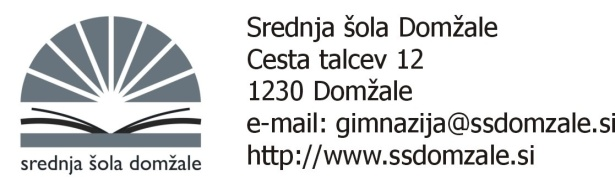 srednja šola domžale
Srednja šola Domžale
Cesta talcev 12
1230 Domžale
e-mail: gimnazija@ssdomzale.si
http://www.ssdomzale.si